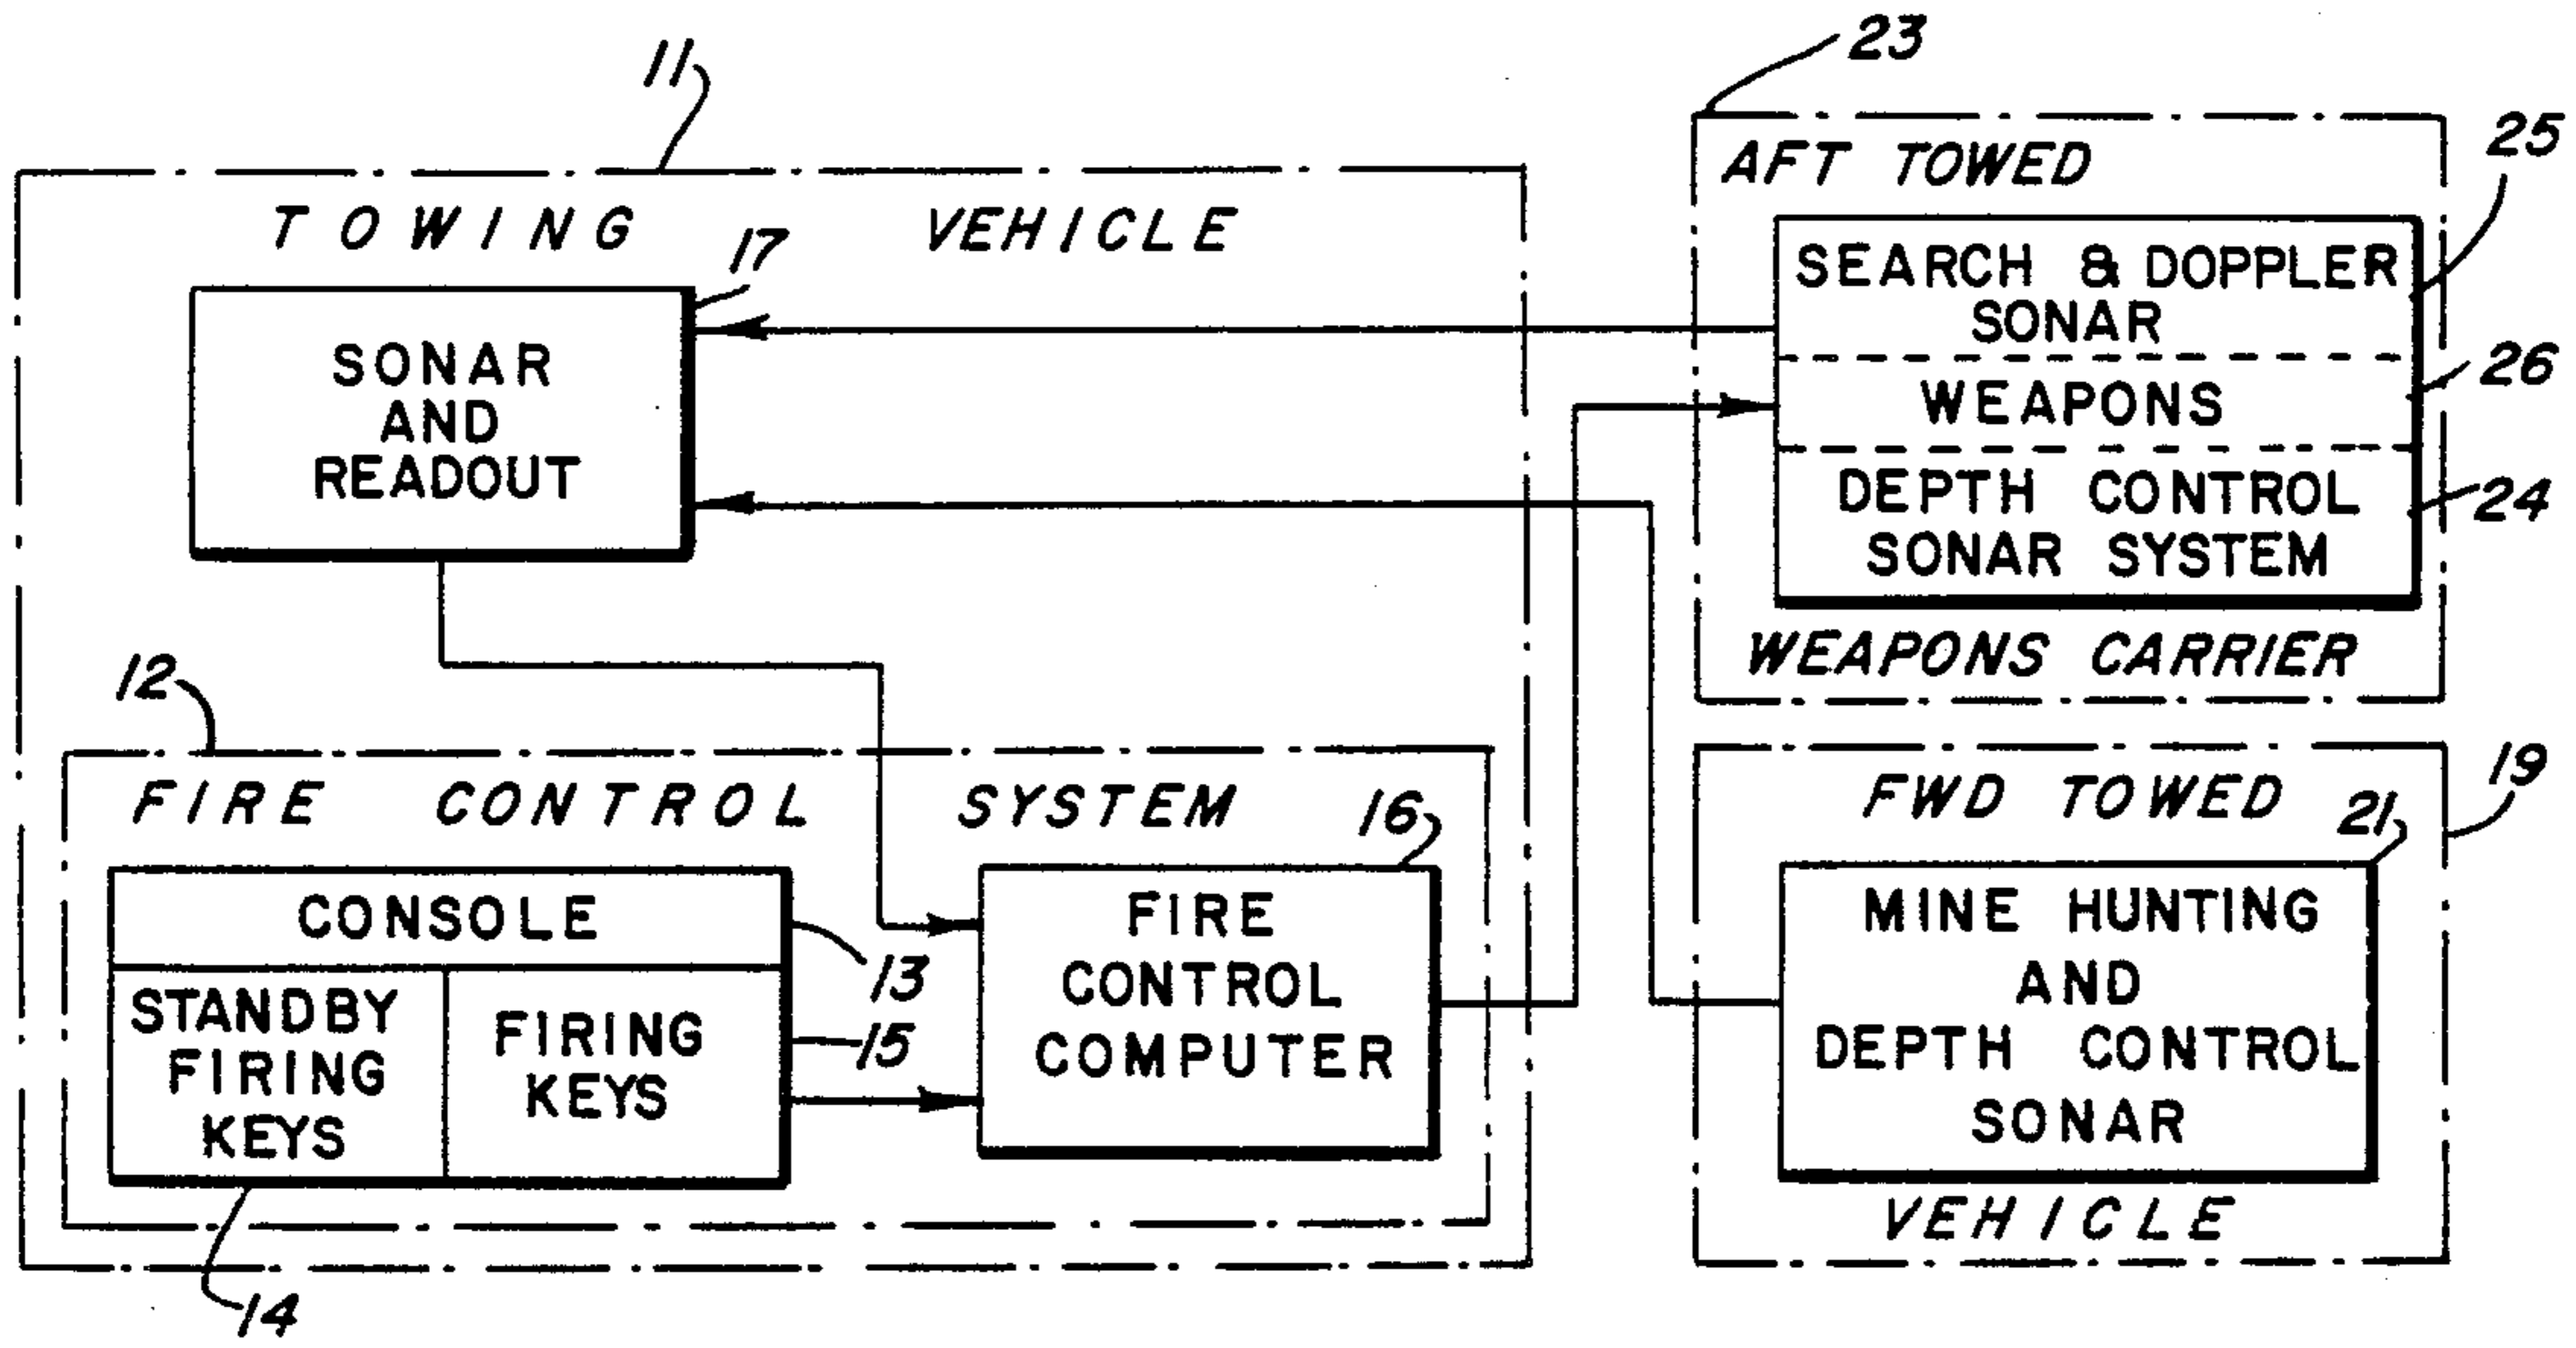 11
TOWING VEHICLE
17
SONAR
AND
READOUT
12
FIRE CONTROL SYSTEM
CONSOLE
13
STANDBY
FIRING
KEYS
14
FIRING
KEYS
15
16
FIRE
CONTROL
COMPUTER
23
AFT TOWED
25
SEARCH & DOPPLER
SONAR
26
WEAPONS
24
DEPTH CONTROL
SONAR SYSTEM
WEAPONS CARRIER
19
FWD TOWED
21
MINE HUNTING
AND
DEPTH CONTROL
SONAR
VEHICLE